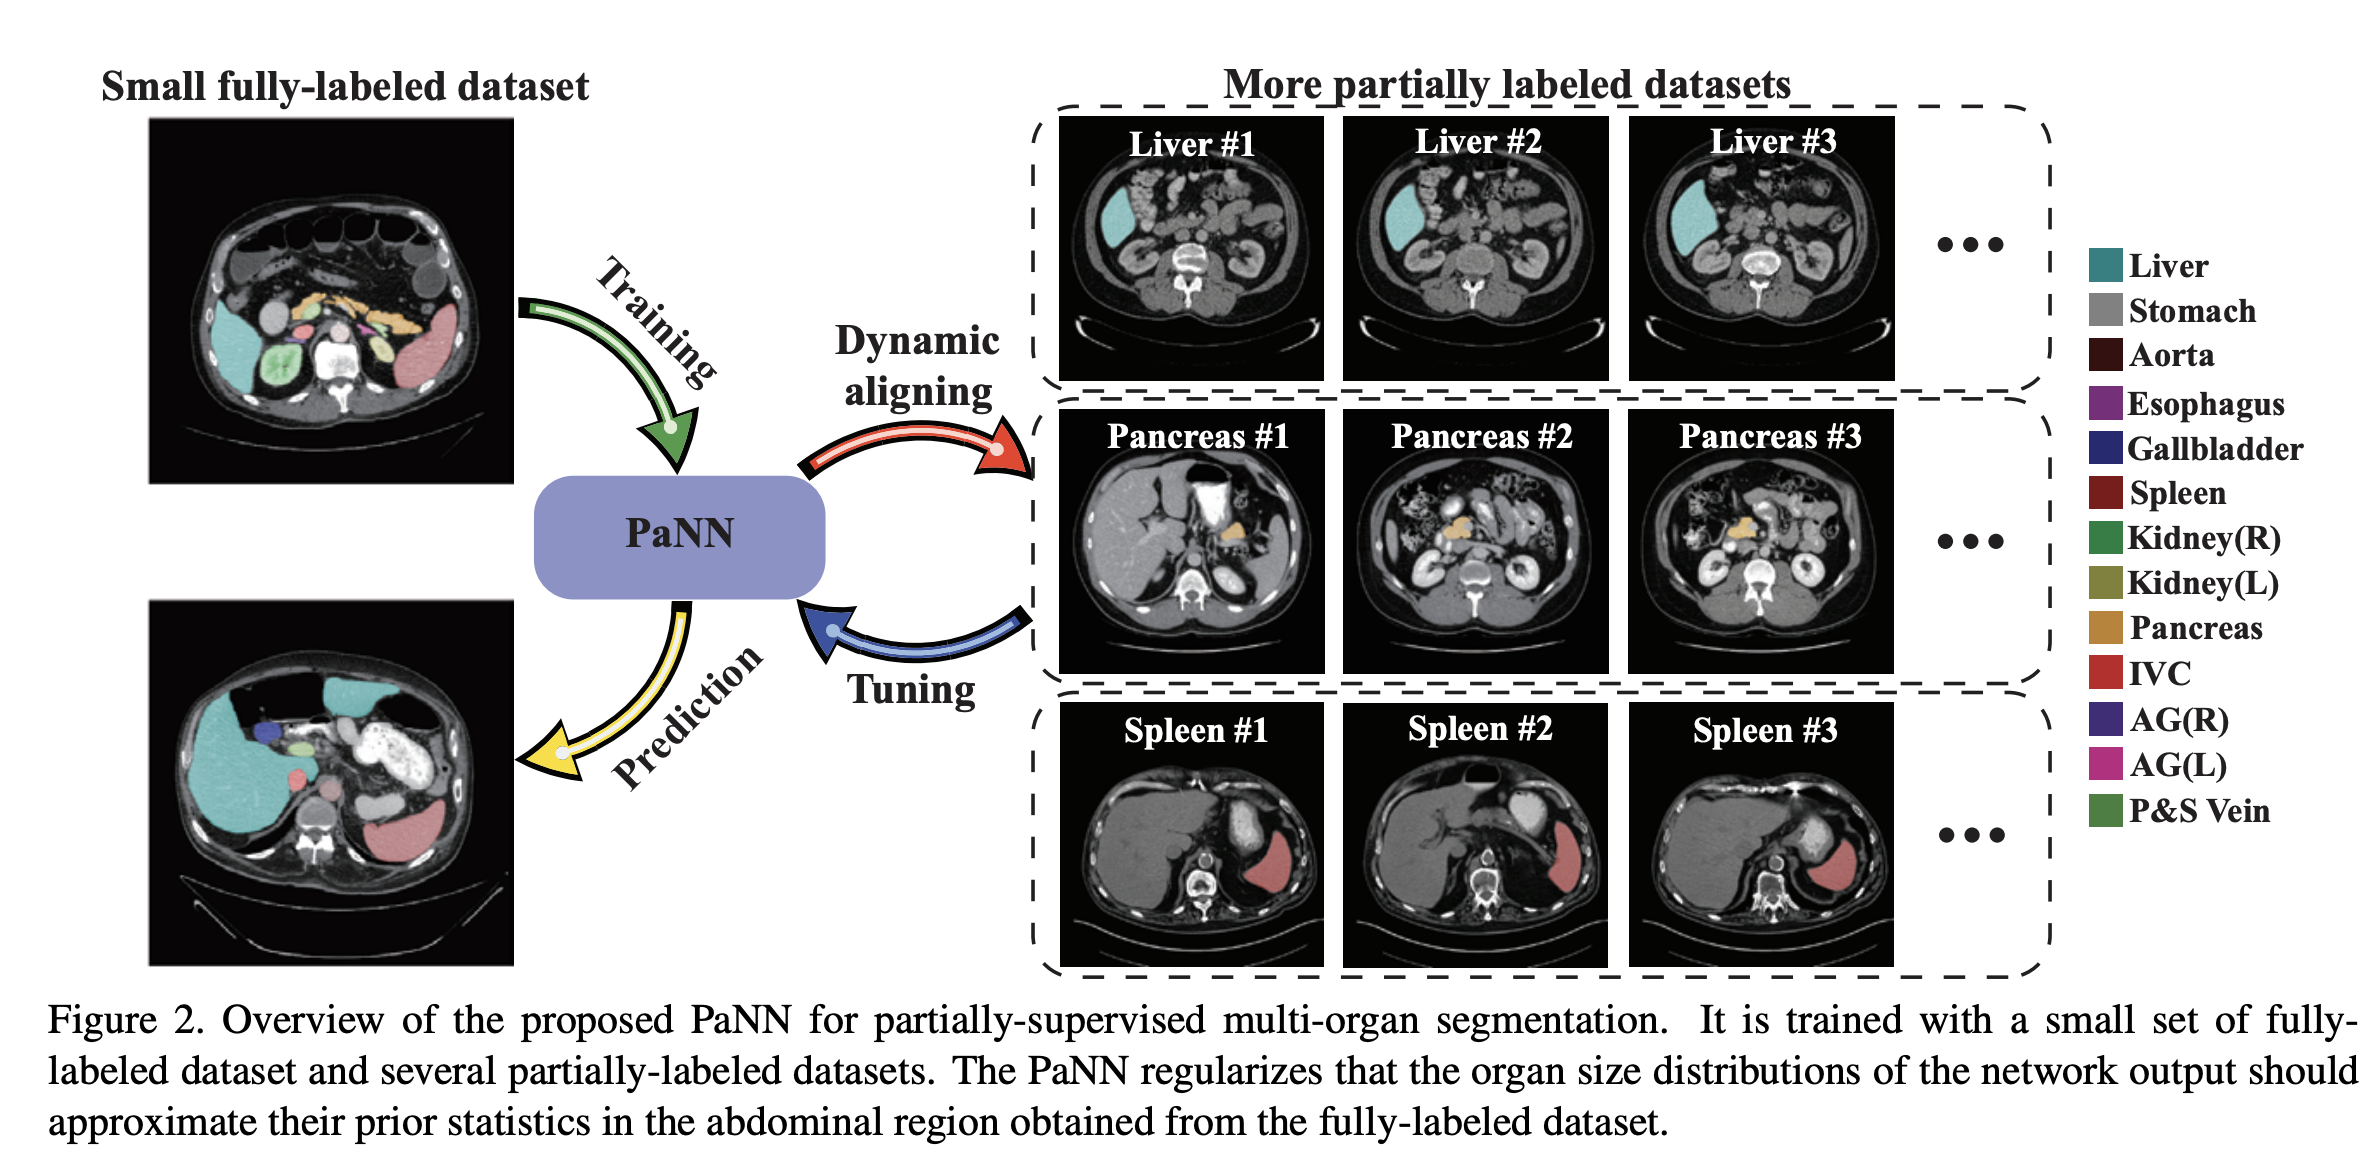 Small fully-labeled dataset
More partially labeled datasets
Liver #1
Liver #2
Liver #3
Training
Dynamic
aligning
PaNN
Tuning
Prediction
Pancreas #1
Pancreas #2
Pancreas #3
Spleen #1
Spleen #2
Spleen #3
Liver
Stomach
Aorta
Esophagus
Gallbladder
Spleen
Kidney(R)
Kidney(L)
Pancreas
IVC
AG(R)
AG(L)
P&S Vein
Figure 2. Overview of the proposed PaNN for partially-supervised multi-organ segmentation. It is trained with a small set of fully-
labeled dataset and several partially-labeled datasets. The PaNN regularizes that the organ size distributions of the network output should
approximate their prior statistics in the abdominal region obtained from the fully-labeled dataset.